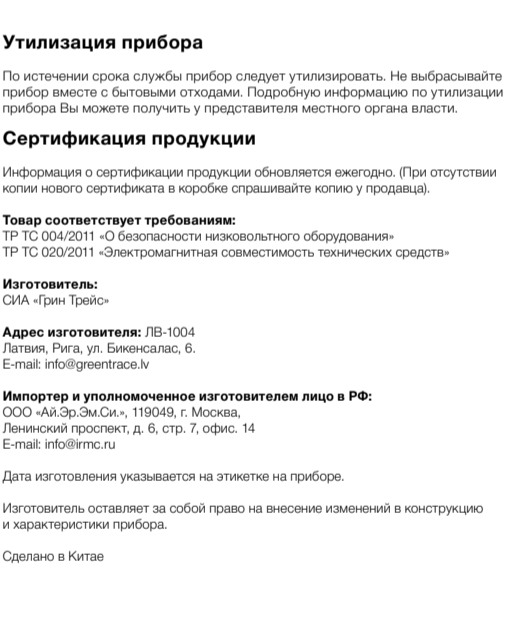 Утилизация прибора
По истечении срока службы прибор следует утилизировать. Не выбрасывайте
прибор вместе с бытовыми отходами. Подробную информацию по утилизации
прибора Вы можете получить у представителя местного органа власти.
Сертификация продукции
Информация о сертификации продукции обновляется ежегодно. (При отсутствии
копии нового сертификата в коробке спрашивайте копию у продавца).
Товар соответствует требованиям:
ТР ТС 004/2011 «О безопасности низковольтного оборудования»
ТР ТС 020/2011 «Электромагнитная совместимость технических средств»
Изготовитель:
СИА «Грин Трейс»
Адрес изготовителя: ЛВ-1004
Латвия, Рига, ул. Бикенсалас, 6.
E-mail: info@greentrace.lv
Импортер и уполномоченное изготовителем лицо в РФ:
ООО «Ай.Эр.Эм.Си.», 119049, г. Москва,
Ленинский проспект, д. 6, стр. 7, офис. 14
E-mail: info@irmc.ru
Дата изготовления указывается на этикетке на приборе.
Изготовитель оставляет за собой право на внесение изменений в конструкцию
и характеристики прибора.
Сделано в Китае